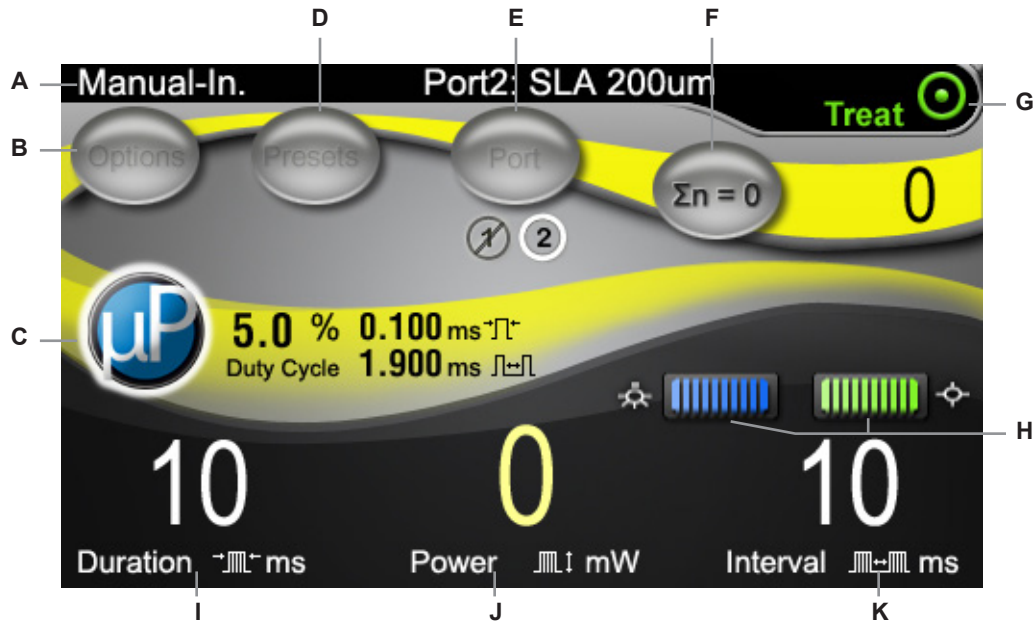 D E F
A Manual-In. Port2: SLA 200um Treat G
B Options Presets Port Σn = 0 0
1 2
C µP 5.0 % 0.100 ms
Duty Cycle 1.900 ms
H
10 0 10
Duration ms Power mW Interval ms
I J K